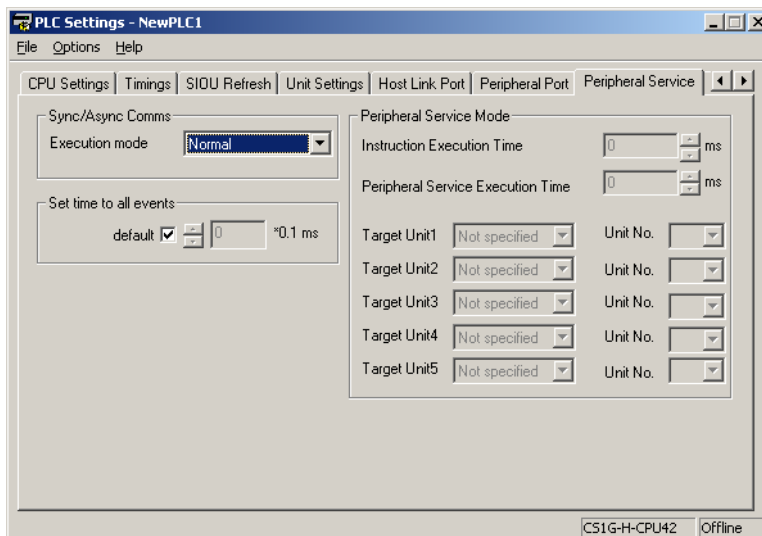 PLC Settings - NewPLC1
File Options Help
CPU Settings Timings SIOU Refresh Unit Settings Host Link Port Peripheral Port Peripheral Service
Sync/Async Comms
Execution mode Normal
Set time to all events
default 0 *0.1 ms
Peripheral Service Mode
Instruction Execution Time 0 ms
Peripheral Service Execution Time 0 ms
Target Unit1 Not specified Unit No.
Target Unit2 Not specified Unit No.
Target Unit3 Not specified Unit No.
Target Unit4 Not specified Unit No.
Target Unit5 Not specified Unit No.
CS1G-H-CPU42 Offline